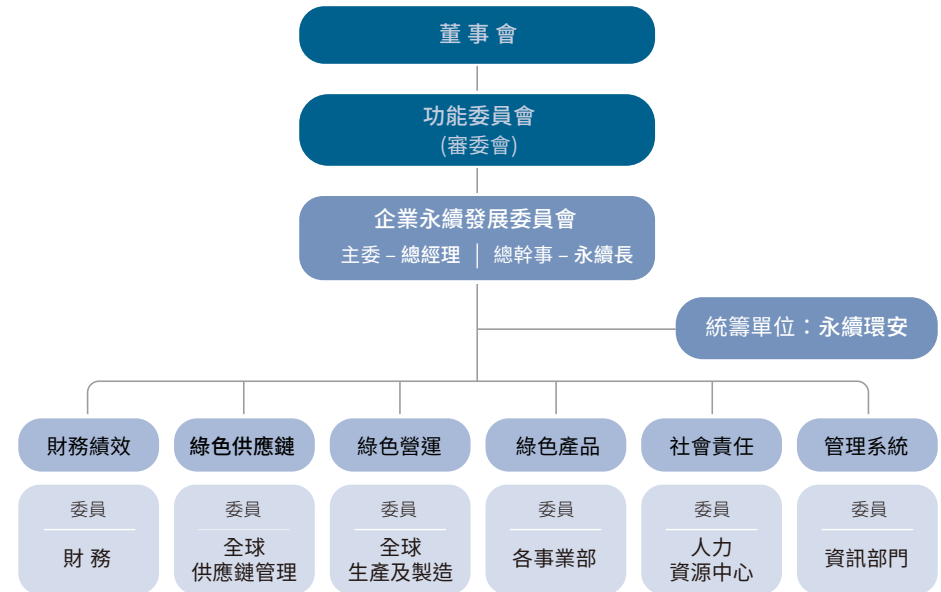 董事會
功能委員會
(審委會)
企業永續發展委員會
主委 – 總經理 | 總幹事 – 永續長
統籌單位：永續環安
財務績效
綠色供應鏈
綠色營運
綠色產品
社會責任
管理系統
委員
財務
委員
全球
供應鏈管理
委員
全球
生產及製造
委員
各事業部
委員
人力
資源中心
委員
資訊部門